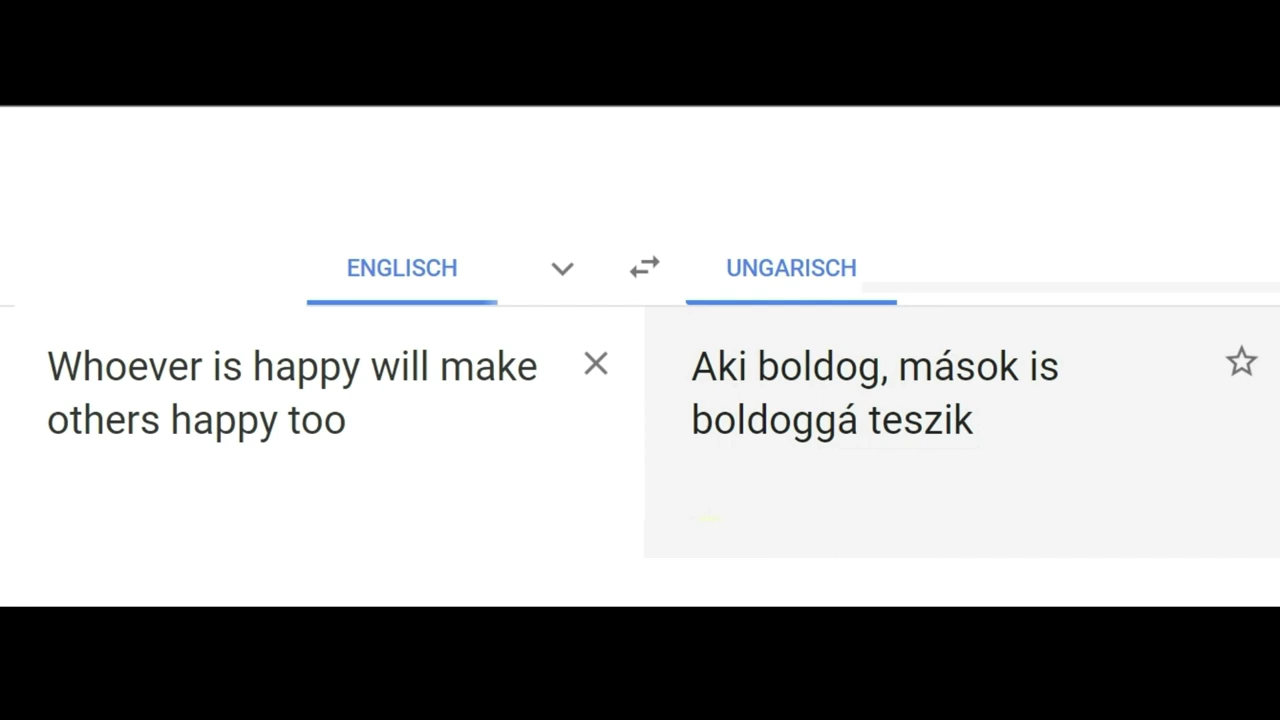 ENGLISCH UNGARISCH
Whoever is happy will make
others happy too
Aki boldog, mások is
boldoggá teszik